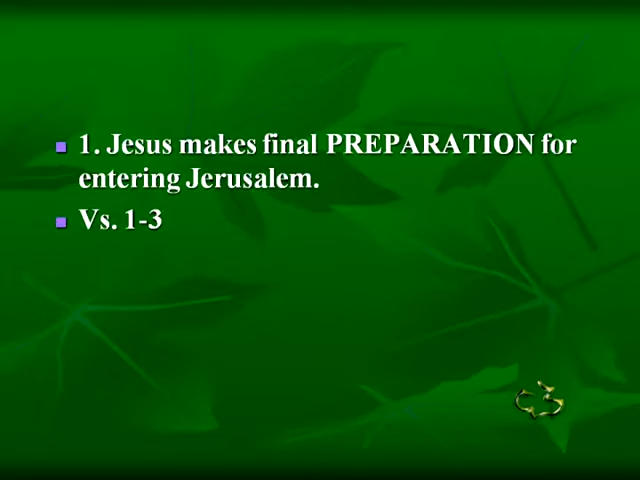 1. Jesus makes final PREPARATION for
entering Jerusalem.
Vs. 1-3